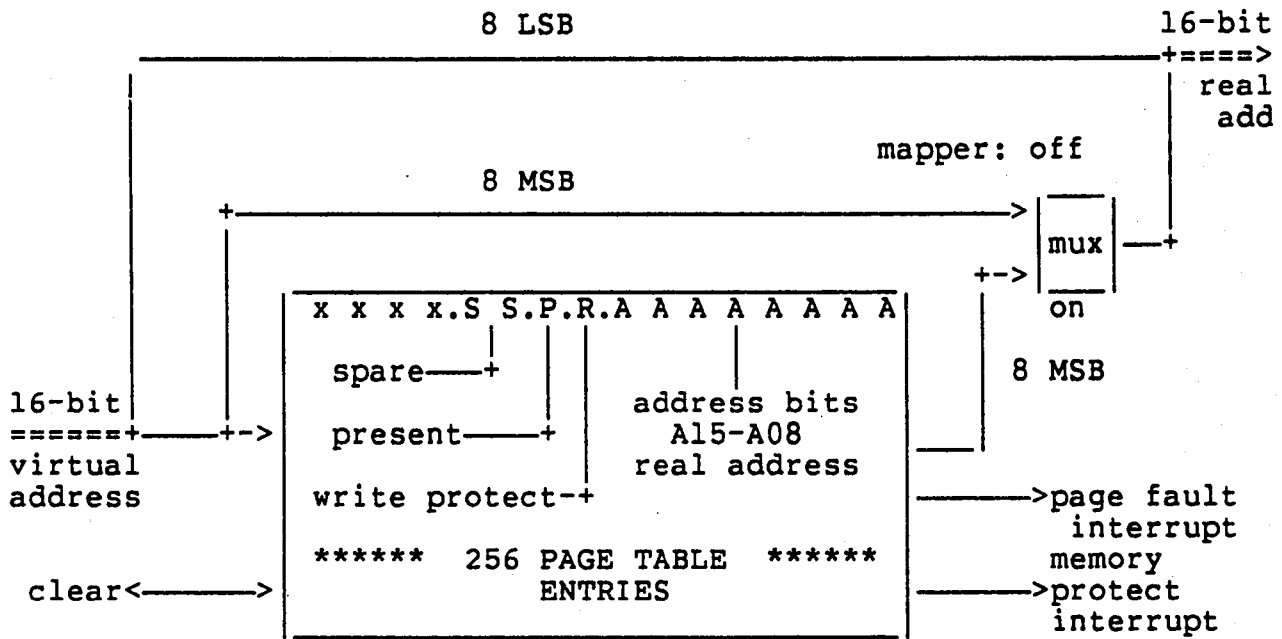 8 LSB
16-bit
+====>
real
add
mapper: off
8 MSB
+ >
mux
+
+->
x x x x.S S.P.R.A A A A A A A A
on
spare +
8 MSB
16-bit
address bits
======+ +->
present +
A15-A08
virtual
real address
address
write protect-+
>page fault
interrupt
****** 256 PAGE TABLE ******
memory
clear< >
ENTRIES
>protect
interrupt